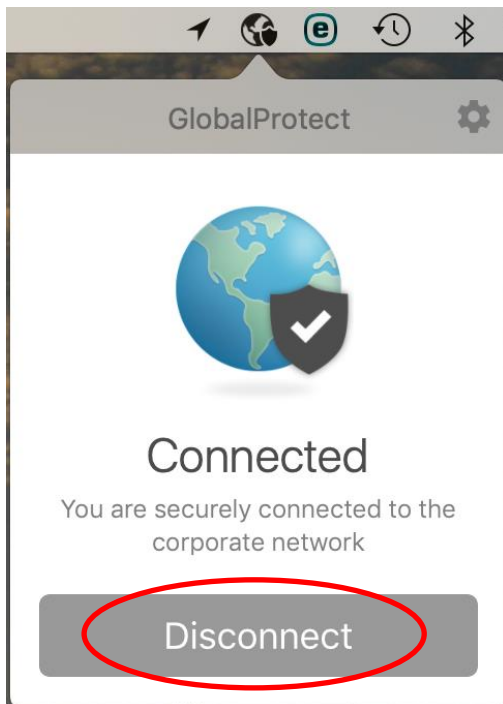 e
GlobalProtect
Connected
You are securely connected to the
corporate network
Disconnect